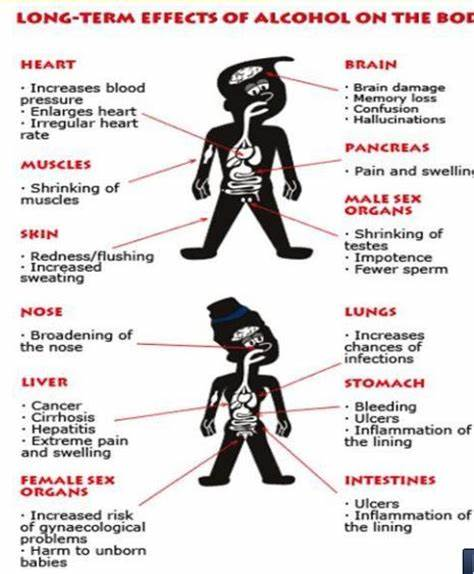 LONG-TERM EFFECTS OF ALCOHOL ON THE BOD
HEART
· Increases blood
pressure
· Enlarges heart
· Irregular heart
rate
MUSCLES
· Shrinking of
muscles
SKIN
· Redness/flushing
· Increased
sweating
BRAIN
· Brain damage
· Memory loss
· Confusion
· Hallucinations
PANCREAS
· Pain and swelling
MALE SEX
ORGANS
· Shrinking of
testes
· Impotence
· Fewer sperm
NOSE
· Broadening of
the nose
LIVER
· Cancer
· Cirrhosis
· Hepatitis
· Extreme pain
and swelling
FEMALE SEX
ORGANS
· Increased risk
of gynaecological
problems
· Harm to unborn
babies
LUNGS
· Increases
chances of
infections
STOMACH
· Bleeding
· Ulcers
· Inflammation of
the lining
INTESTINES
· Ulcers
· Inflammation of
the lining